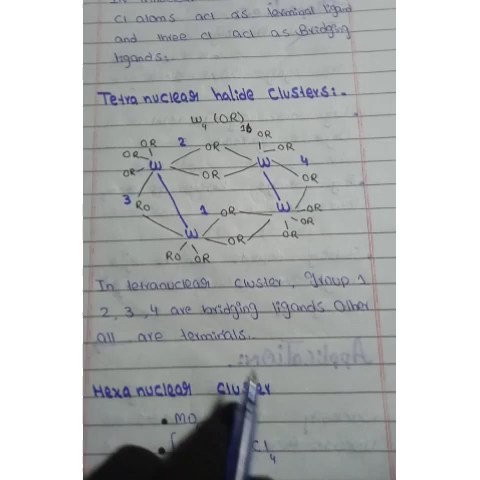 Cl atoms act as terminal ligand
and three Cl act as Bridging
ligands:
Tetra nuclear halide clusters:-
W4 (OR)16
OR OR OR W 2 OR OR W OR OR 4 OR
3 RO 1 OR OR W OR OR OR
W RO OR
In tetranuclear cluster, group 1
2, 3, 4 are bridging ligands Other
all are terminals.
Application:
Hexa nuclear cluster
• MO
• [ Cl4